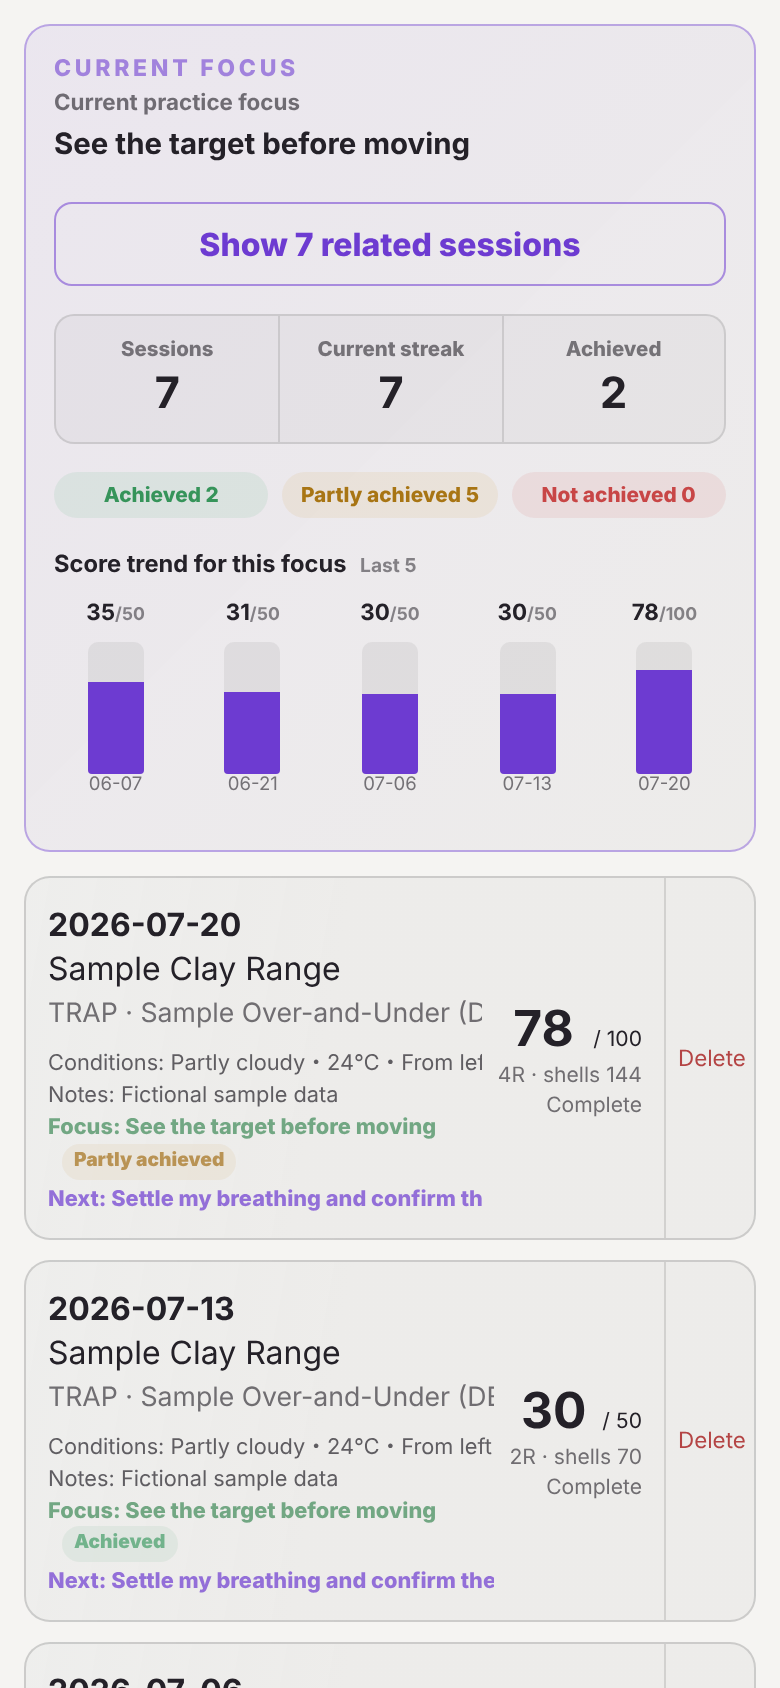 CURRENT FOCUS
Current practice focus
See the target before moving
Show 7 related sessions
Sessions
7
Current streak
7
Achieved
2
Achieved 2
Partly achieved 5
Not achieved 0
Score trend for this focus Last 5
35/50 31/50 30/50 30/50 78/100
06-07 06-21 07-06 07-13 07-20
2026-07-20
Sample Clay Range
TRAP · Sample Over-and-Under (D
Conditions: Partly cloudy • 24°C • From lef
Notes: Fictional sample data
Focus: See the target before moving
Partly achieved
Next: Settle my breathing and confirm th
78 / 100
4R · shells 144
Complete
Delete
2026-07-13
Sample Clay Range
TRAP · Sample Over-and-Under (DE
Conditions: Partly cloudy • 24°C • From left
Notes: Fictional sample data
Focus: See the target before moving
Achieved
Next: Settle my breathing and confirm the
30 / 50
2R · shells 70
Complete
Delete
2026-07-06